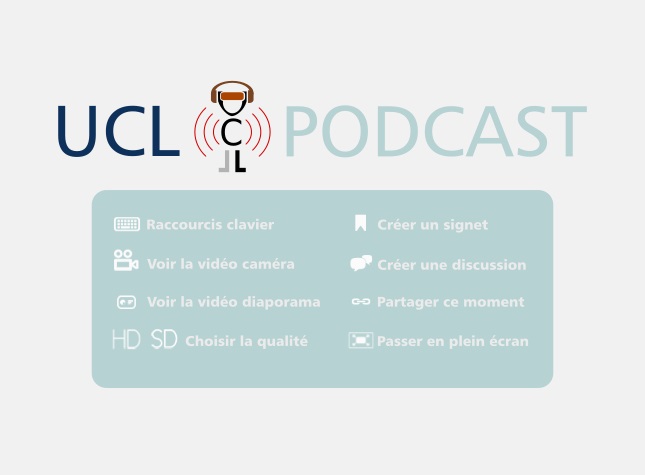 UCL PODCAST
Raccourcis clavier
Voir la vidéo caméra
Voir la vidéo diaporama
HD SD Choisir la qualité
Créer un signet
Créer une discussion
Partager ce moment
Passer en plein écran